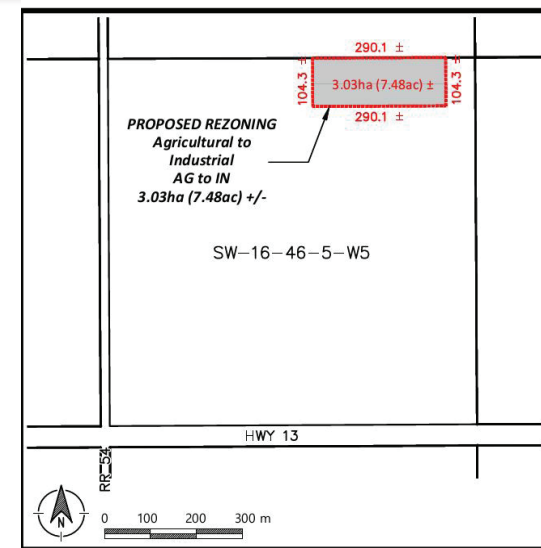 290.1 ±
104.3 ±
3.03ha (7.48ac) ±
104.3 ±
290.1 ±
PROPOSED REZONING
Agricultural to
Industrial
AG to IN
3.03ha (7.48ac) +/-
SW-16-46-5-W5
HWY 13
RR 54
N
0 100 200 300 m